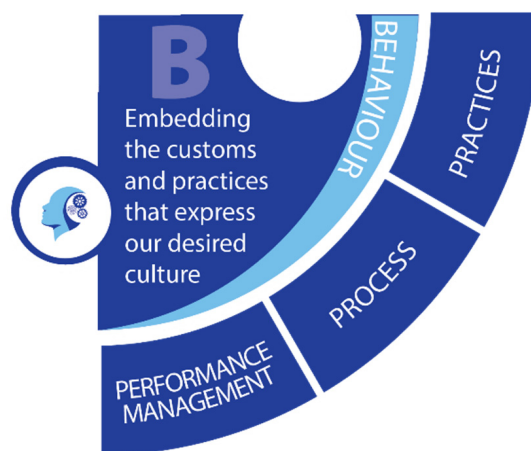 B
Embedding
the customs
and practices
that express
our desired
culture
BEHAVIOUR
PRACTICES
PROCESS
PERFORMANCE
MANAGEMENT